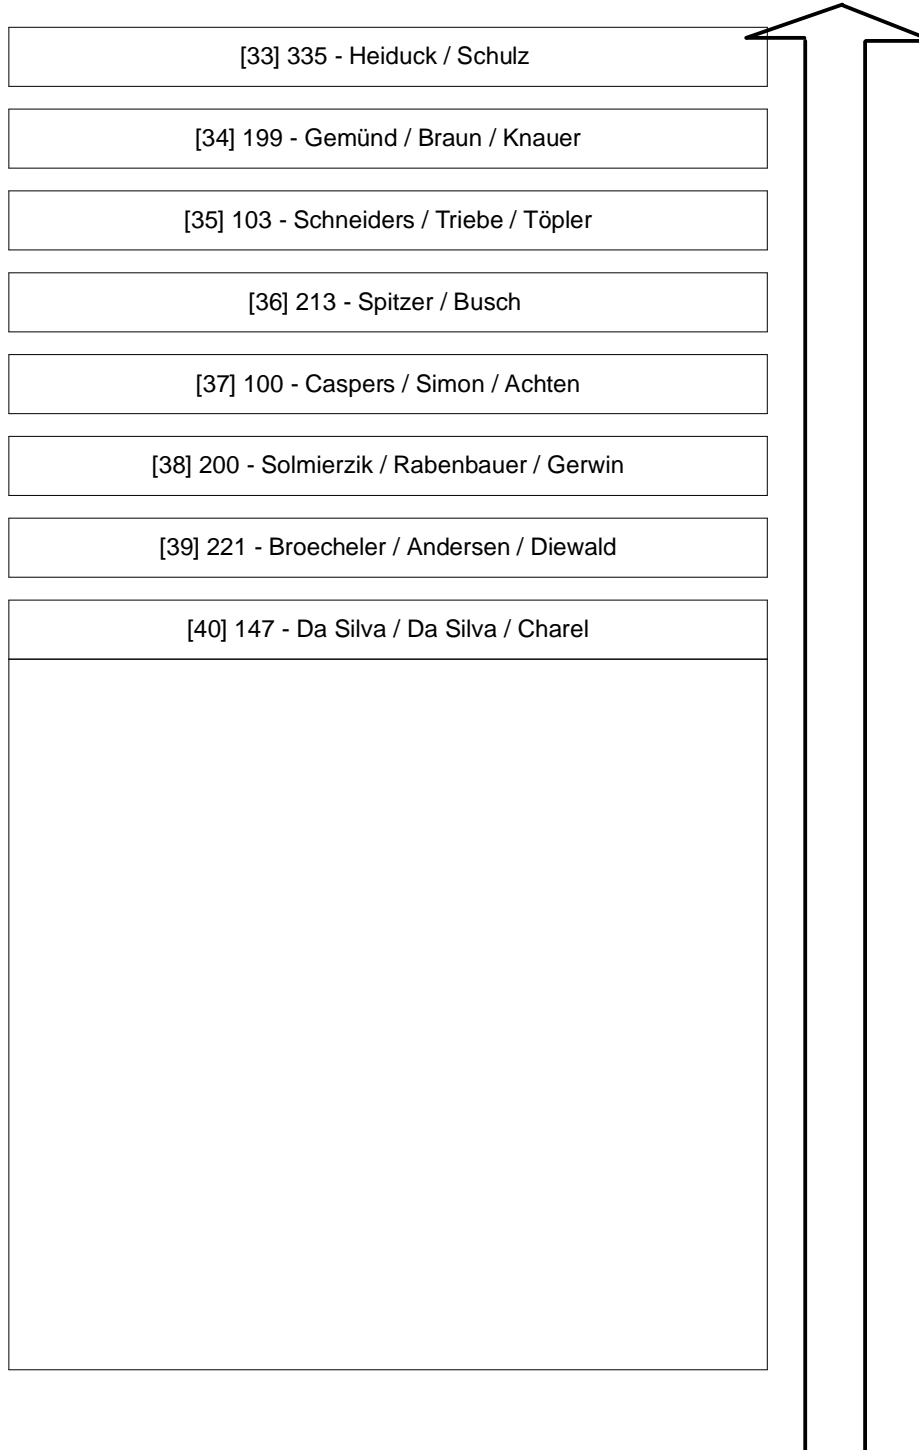 [33] 335 - Heiduck / Schulz
[34] 199 - Gemünd / Braun / Knauer
[35] 103 - Schneiders / Triebe / Töpler
[36] 213 - Spitzer / Busch
[37] 100 - Caspers / Simon / Achten
[38] 200 - Solmierzik / Rabenbauer / Gerwin
[39] 221 - Broecheler / Andersen / Diewald
[40] 147 - Da Silva / Da Silva / Charel